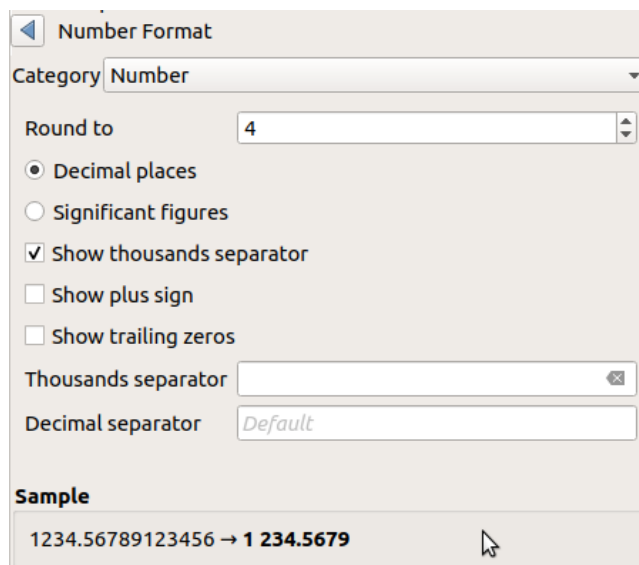 Number Format
Category Number
Round to 4
Decimal places
Significant figures
Show thousands separator
Show plus sign
Show trailing zeros
Thousands separator
Decimal separator Default
Sample
1234.56789123456 → 1 234.5679